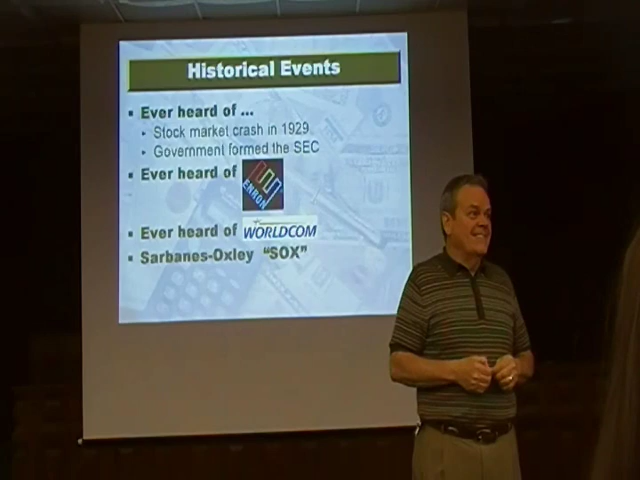 Historical Events
Ever heard of ...
Stock market crash in 1929
Government formed the SEC
Ever heard of
ENRON
Ever heard of WORLDCOM
Sarbanes-Oxley "SOX"